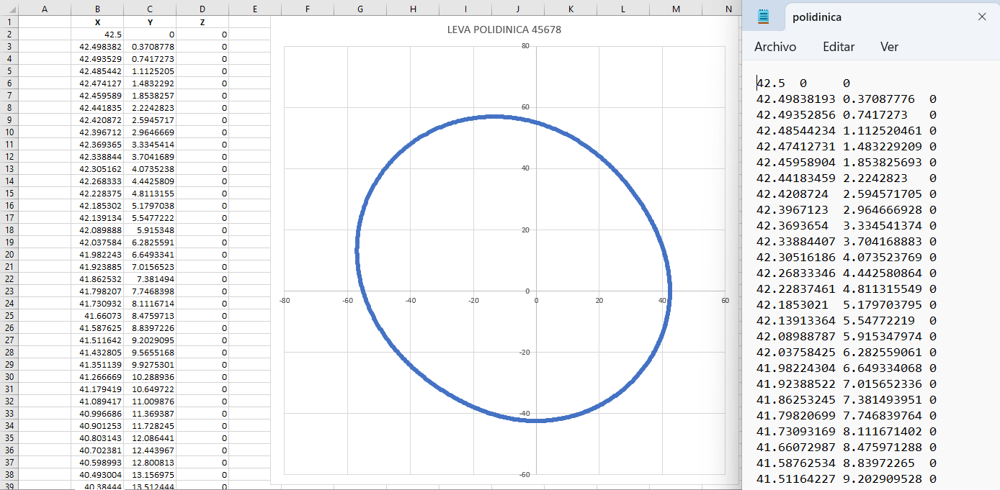 A B C D E F G H I J K L M N
1 X Y Z
2 42.5 0 0
3 42.498382 0.3708778 0
4 42.493529 0.7417273 0
5 42.485442 1.1125205 0
6 42.474127 1.4832292 0
7 42.459589 1.8538257 0
8 42.441835 2.2242823 0
9 42.420872 2.5945717 0
10 42.396712 2.9646669 0
11 42.369365 3.3345414 0
12 42.338844 3.7041689 0
13 42.305162 4.0735238 0
14 42.268333 4.4425809 0
15 42.228375 4.8113155 0
16 42.185302 5.1797038 0
17 42.139134 5.5477222 0
18 42.089888 5.915348 0
19 42.037584 6.2825591 0
20 41.982243 6.6493341 0
21 41.923885 7.0156523 0
22 41.862532 7.381494 0
23 41.798207 7.7468398 0
24 41.730932 8.1116714 0
25 41.66073 8.4759713 0
26 41.587625 8.8397226 0
27 41.511642 9.2029095 0
28 41.432805 9.5655168 0
29 41.351139 9.9275301 0
30 41.266669 10.288936 0
31 41.179419 10.649722 0
32 41.089417 11.009876 0
33 40.996686 11.369387 0
34 40.901253 11.728245 0
35 40.803143 12.086441 0
36 40.702381 12.443967 0
37 40.598993 12.800813 0
38 40.493004 13.156975 0
39 40.38444 13.512444 0
LEVA POLIDINICA 45678
80
60
40
20
0
-80 -60 -40 -20 0 20 40 60
-20
-40
-60
polidinica
Archivo Editar Ver
42.5 0 0
42.49838193 0.37087776 0
42.49352856 0.7417273 0
42.48544234 1.112520461 0
42.47412731 1.483229209 0
42.45958904 1.853825693 0
42.44183459 2.2242823 0
42.4208724 2.594571705 0
42.3967123 2.964666928 0
42.3693654 3.334541374 0
42.33884407 3.704168883 0
42.30516186 4.073523769 0
42.26833346 4.442580864 0
42.22837461 4.811315549 0
42.1853021 5.179703795 0
42.13913364 5.54772219 0
42.08988787 5.915347974 0
42.03758425 6.282559061 0
41.98224304 6.649334068 0
41.92388522 7.015652336 0
41.86253245 7.381493951 0
41.79820699 7.746839764 0
41.73093169 8.111671402 0
41.66072987 8.475971288 0
41.58762534 8.83972265 0
41.51164227 9.202909528 0